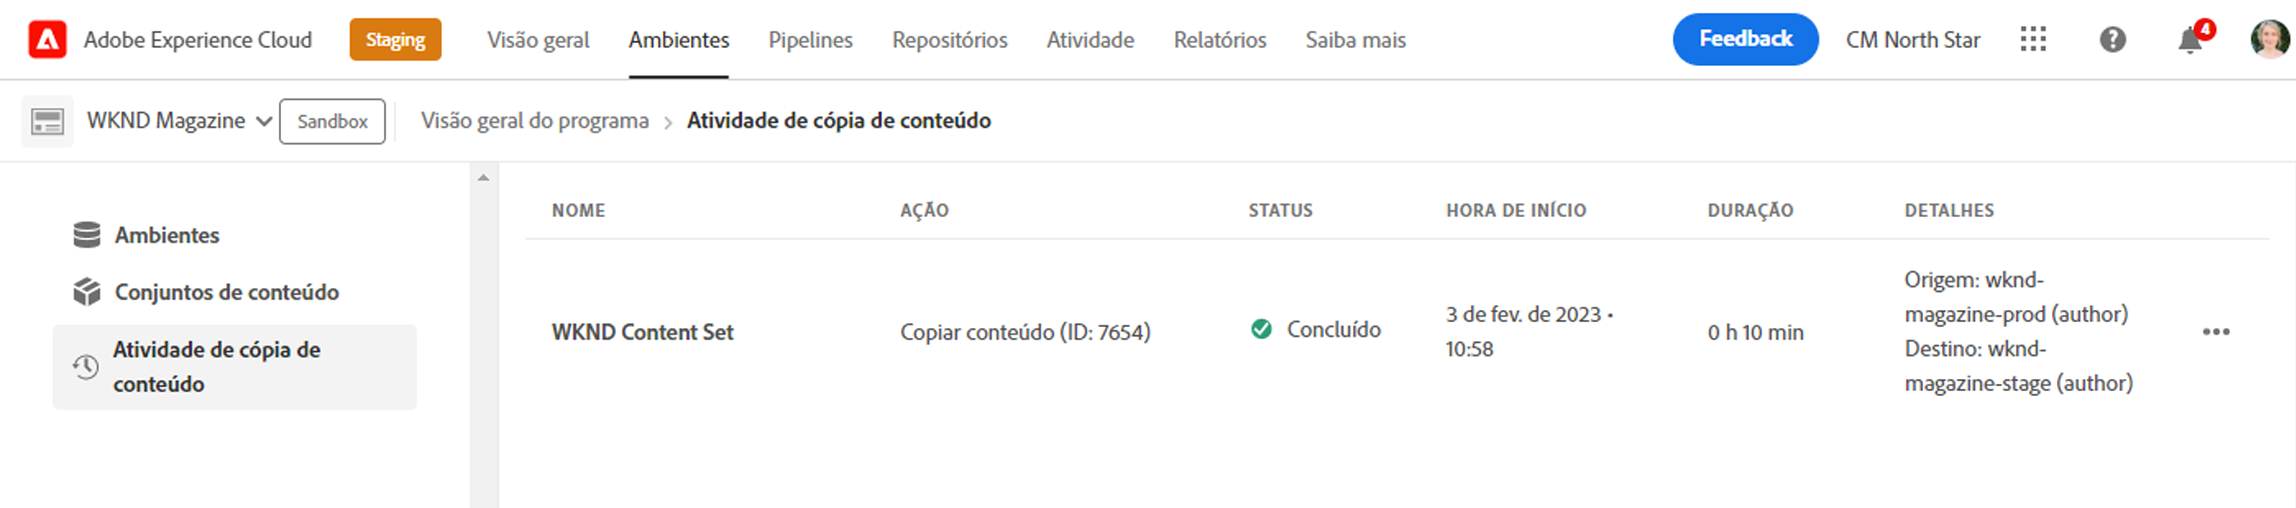 Adobe Experience Cloud Staging Visão geral Ambientes Pipelines Repositórios Atividade Relatórios Saiba mais Feedback CM North Star 4
WKND Magazine Sandbox Visão geral do programa Atividade de cópia de conteúdo
Ambientes
Conjuntos de conteúdo
Atividade de cópia de
conteúdo
NOME AÇÃO STATUS HORA DE INÍCIO DURAÇÃO DETALHES
WKND Content Set Copiar conteúdo (ID: 7654) Concluído
3 de fev. de 2023 •
10:58
0 h 10 min
Origem: wknd-
magazine-prod (author)
Destino: wknd-
magazine-stage (author)